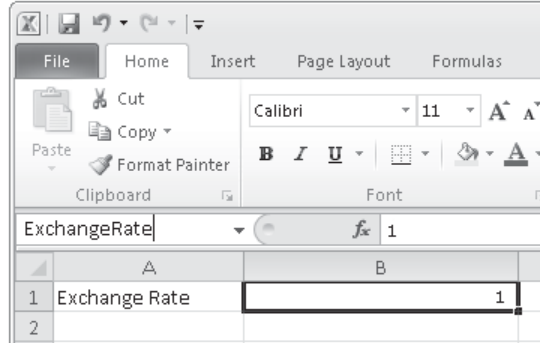 File Home Insert Page Layout Formulas
Cut
Calibri 11 A A
Copy
Paste
B I U A
Format Painter
Clipboard Font
ExchangeRate fx 1
A B
1 Exchange Rate 1
2